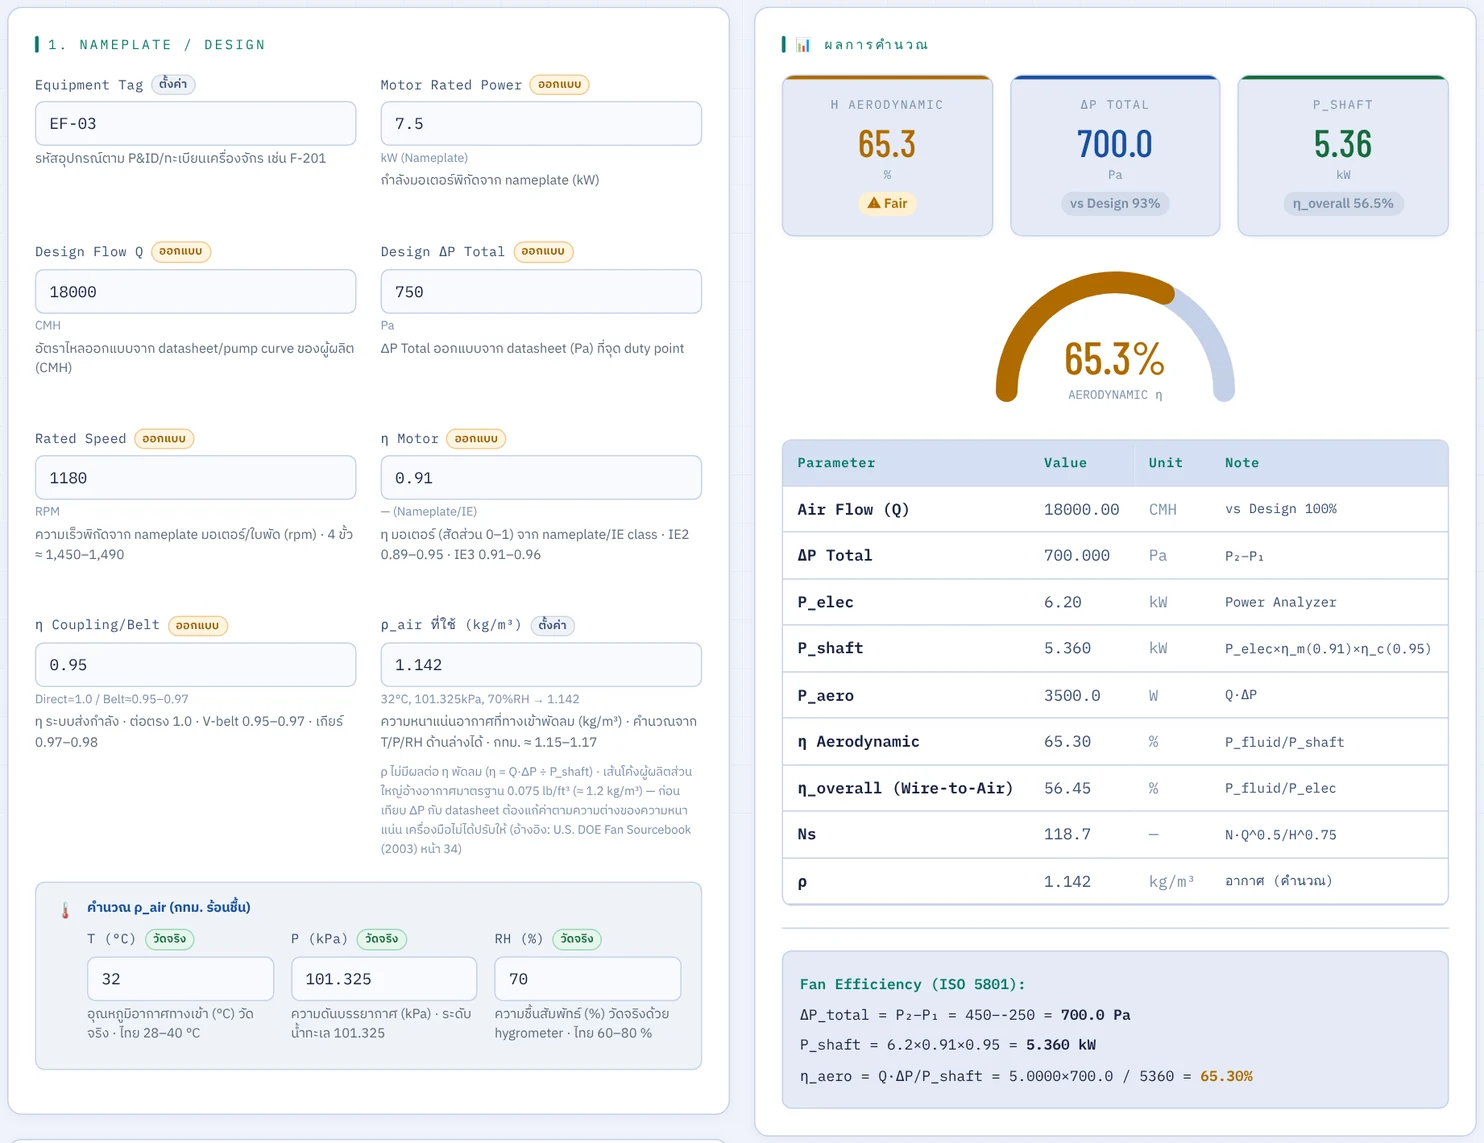 1. NAMEPLATE / DESIGN
Equipment Tag ตั้งค่า
EF-03
รหัสอุปกรณ์ตาม P&ID/ทะเบียนเครื่องจักร เช่น F-201
Motor Rated Power ออกแบบ
7.5
kW (Nameplate)
กำลังมอเตอร์พิกัดจาก nameplate (kW)
Design Flow Q ออกแบบ
18000
CMH
อัตราไหลออกแบบจาก datasheet/pump curve ของผู้ผลิต
(CMH)
Design ΔP Total ออกแบบ
750
Pa
ΔP Total ออกแบบจาก datasheet (Pa) ที่จุด duty point
Rated Speed ออกแบบ
1180
RPM
ความเร็วพิกัดจาก nameplate มอเตอร์/ใบพัด (rpm) · 4 ขั้ว
≈ 1,450–1,490
η Motor ออกแบบ
0.91
— (Nameplate/IE)
η มอเตอร์ (สัดส่วน 0–1) จาก nameplate/IE class · IE2
0.89–0.95 · IE3 0.91–0.96
η Coupling/Belt ออกแบบ
0.95
Direct=1.0 / Belt≈0.95–0.97
η ระบบส่งกำลัง · ต่อตรง 1.0 · V-belt 0.95–0.97 · เกียร์
0.97–0.98
ρ_air ที่ใช้ (kg/m³) ตั้งค่า
1.142
32°C, 101.325kPa, 70%RH → 1.142
ความหนาแน่นอากาศที่ทางเข้าพัดลม (kg/m³) · คำนวณจาก
T/P/RH ด้านล่างได้ · กทม. ≈ 1.15–1.17
ρ ไม่มีผลต่อ η พัดลม (η = Q·ΔP ÷ P_shaft) · เส้นโค้งผู้ผลิตส่วน
ใหญ่อ้างอากาศมาตรฐาน 0.075 lb/ft³ (≈ 1.2 kg/m³) — ก่อน
เทียบ ΔP กับ datasheet ต้องแก้ค่าตามความต่างของความหนา
แน่น เครื่องมือไม่ได้ปรับให้ (อ้างอิง: U.S. DOE Fan Sourcebook
(2003) หน้า 34)
คำนวณ ρ_air (กทม. ร้อนชื้น)
T (°C) วัดจริง
32
อุณหภูมิอากาศทางเข้า (°C) วัด
จริง · ไทย 28–40 °C
P (kPa) วัดจริง
101.325
ความดันบรรยากาศ (kPa) · ระดับ
น้ำทะเล 101.325
RH (%) วัดจริง
70
ความชื้นสัมพัทธ์ (%) วัดจริงด้วย
hygrometer · ไทย 60–80 %
ผลการคำนวณ
Η AERODYNAMIC
65.3
%
Fair
ΔP TOTAL
700.0
Pa
vs Design 93%
P_SHAFT
5.36
kW
η_overall 56.5%
65.3%
AERODYNAMIC η
Parameter Value Unit Note
Air Flow (Q) 18000.00 CMH vs Design 100%
ΔP Total 700.000 Pa P₂−P₁
P_elec 6.20 kW Power Analyzer
P_shaft 5.360 kW P_elec×η_m(0.91)×η_c(0.95)
P_aero 3500.0 W Q·ΔP
η Aerodynamic 65.30 % P_fluid/P_shaft
η_overall (Wire-to-Air) 56.45 % P_fluid/P_elec
Ns 118.7 — N·Q^0.5/H^0.75
ρ 1.142 kg/m³ อากาศ (คำนวณ)
Fan Efficiency (ISO 5801):
ΔP_total = P₂−P₁ = 450−-250 = 700.0 Pa
P_shaft = 6.2×0.91×0.95 = 5.360 kW
η_aero = Q·ΔP/P_shaft = 5.0000×700.0 / 5360 = 65.30%